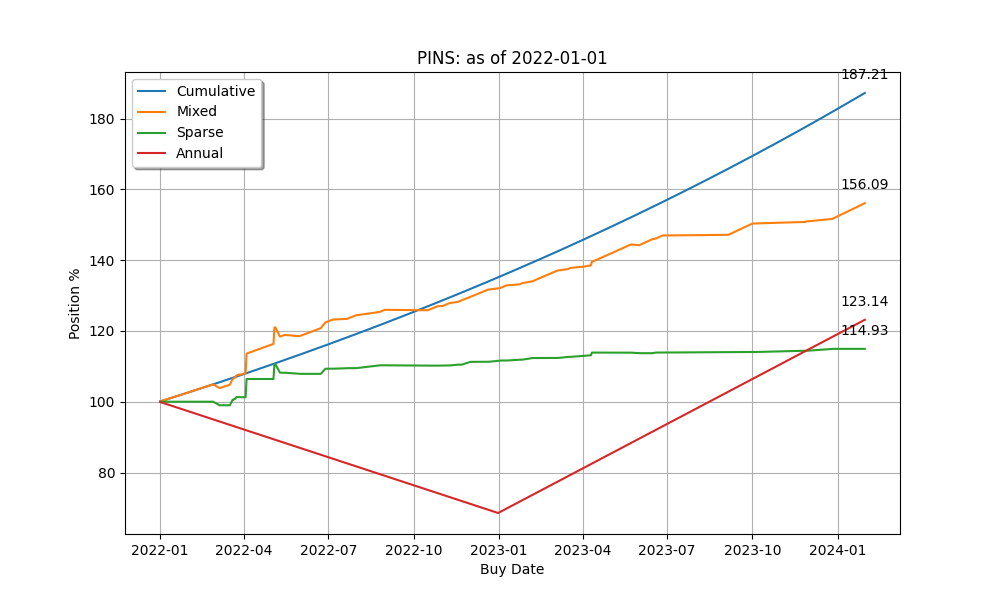 PINS: as of 2022-01-01
187.21
Cumulative
Mixed
Sparse
Annual
180
160
156.09
140
123.14
120
114.93
100
80
Position %
2022-01 2022-04 2022-07 2022-10 2023-01 2023-04 2023-07 2023-10 2024-01
Buy Date